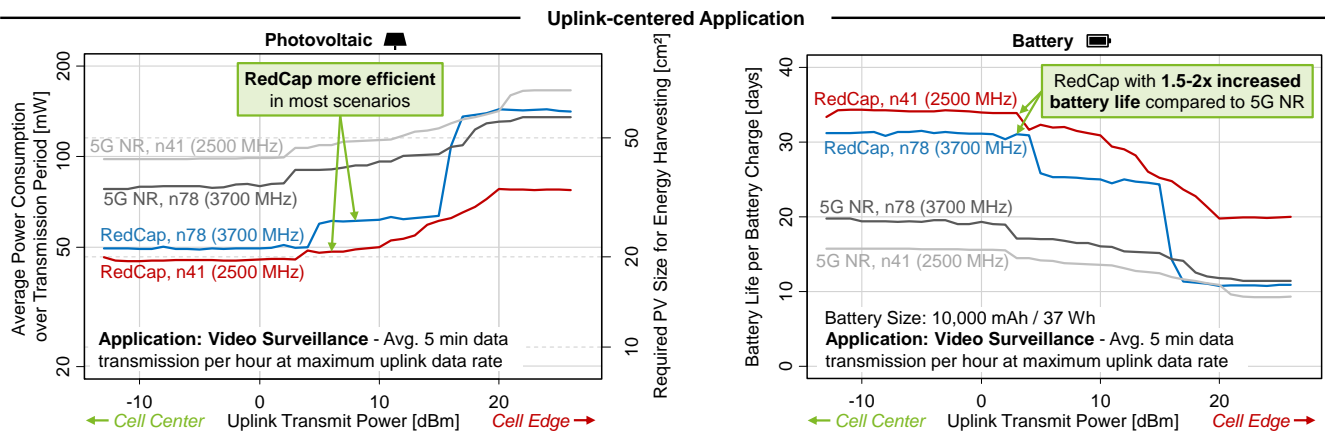 Uplink-centered Application
Photovoltaic
Average Power Consumption
over Transmission Period [mW]
200
100
50
20
RedCap more efficient
in most scenarios
5G NR, n41 (2500 MHz)
5G NR, n78 (3700 MHz)
RedCap, n78 (3700 MHz)
RedCap, n41 (2500 MHz)
Application: Video Surveillance - Avg. 5 min data
transmission per hour at maximum uplink data rate
50
20
10
Required PV Size for Energy Harvesting [cm²]
-10
0
10
20
Cell Center
Uplink Transmit Power [dBm]
Cell Edge
Battery
Battery Life per Battery Charge [days]
40
30
20
10
0
RedCap with 1.5-2x increased
battery life compared to 5G NR
RedCap, n41 (2500 MHz)
RedCap, n78 (3700 MHz)
5G NR, n78 (3700 MHz)
5G NR, n41 (2500 MHz)
Battery Size: 10,000 mAh / 37 Wh
Application: Video Surveillance - Avg. 5 min data
transmission per hour at maximum uplink data rate
-10
0
10
20
Cell Center
Uplink Transmit Power [dBm]
Cell Edge